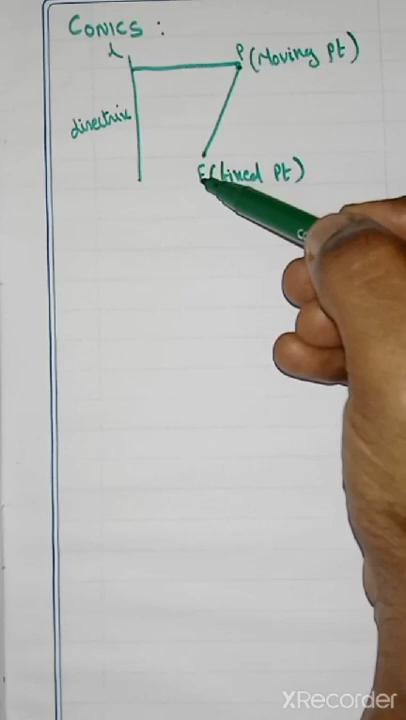 CONICS :
l
P (Moving pt)
directrix
F (fixed Pt)
XRecorder